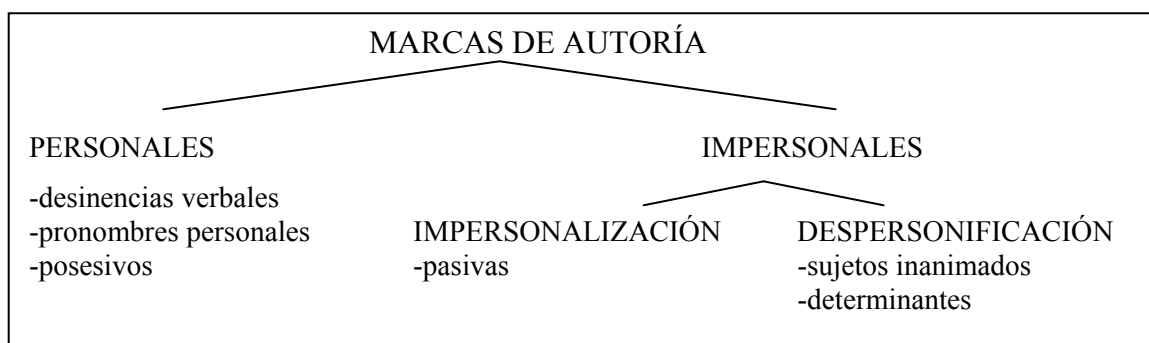 MARCAS DE AUTORÍA
PERSONALES
-desinencias verbales
-pronombres personales
-posesivos
IMPERSONALES
IMPERSONALIZACIÓN
-pasivas
DESPERSONIFICACIÓN
-sujetos inanimados
-determinantes